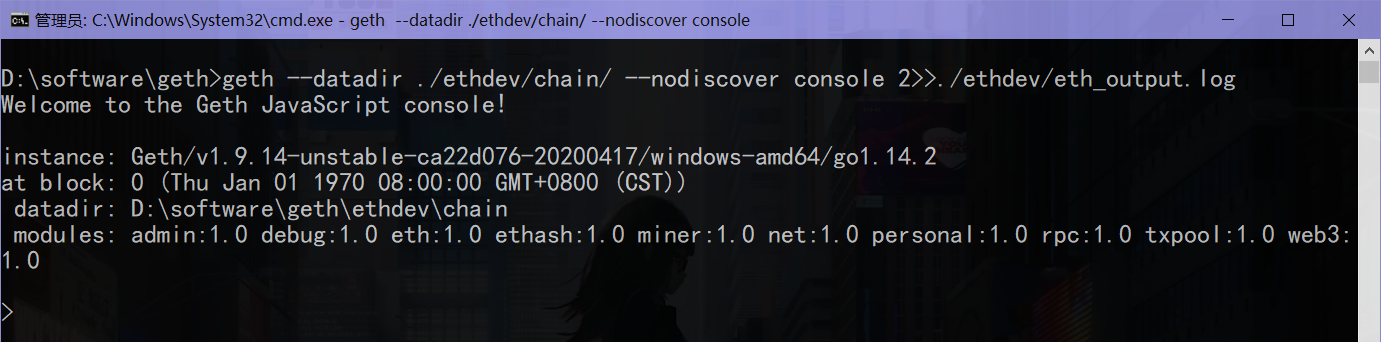 管理员: C:\Windows\System32\cmd.exe - geth  --datadir ./ethdev/chain/ --nodiscover console
D:\software\geth>geth --datadir ./ethdev/chain/ --nodiscover console 2>>./ethdev/eth_output.log
Welcome to the Geth JavaScript console!
instance: Geth/v1.9.14-unstable-ca22d076-20200417/windows-amd64/go1.14.2
at block: 0 (Thu Jan 01 1970 08:00:00 GMT+0800 (CST))
 datadir: D:\software\geth\ethdev\chain
 modules: admin:1.0 debug:1.0 eth:1.0 ethash:1.0 miner:1.0 net:1.0 personal:1.0 rpc:1.0 txpool:1.0 web3:
1.0
>